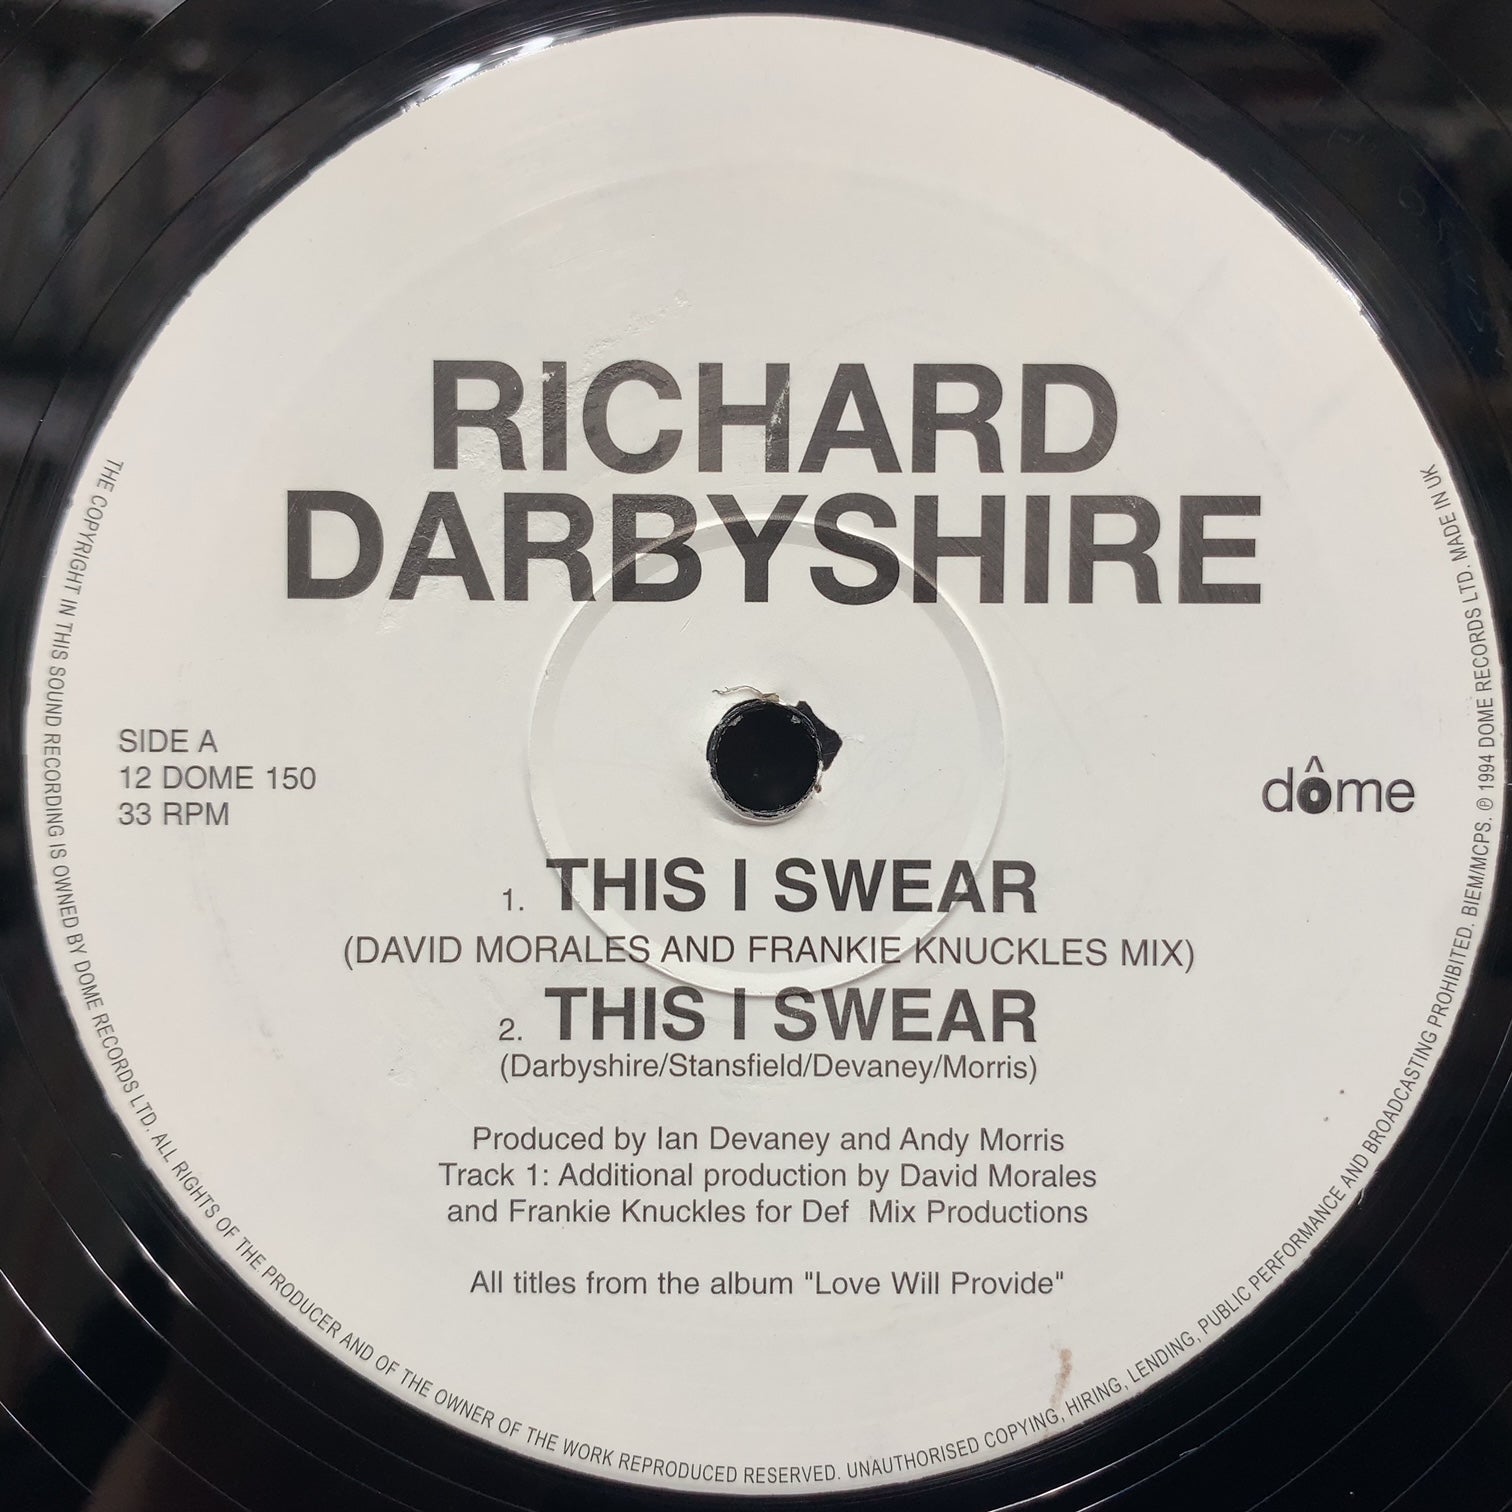 RICHARD
DARBYSHIRE
SIDE A
12 DOME 150
33 RPM
dôme
1. THIS I SWEAR
(DAVID MORALES AND FRANKIE KNUCKLES MIX)
2. THIS I SWEAR
(Darbyshire/Stansfield/Devaney/Morris)
Produced by Ian Devaney and Andy Morris
Track 1: Additional production by David Morales
and Frankie Knuckles for Def Mix Productions
All titles from the album "Love Will Provide"
THE COPYRIGHT IN THIS SOUND RECORDING IS OWNED BY DOME RECORDS LTD. ALL RIGHTS OF THE PRODUCER AND OF THE OWNER OF THE WORK REPRODUCED RESERVED. UNAUTHORISED COPYING, HIRING, LENDING, PUBLIC PERFORMANCE AND BROADCASTING PROHIBITED. BIEM/MCPS. ℗ 1994 DOME RECORDS LTD. MADE IN UK